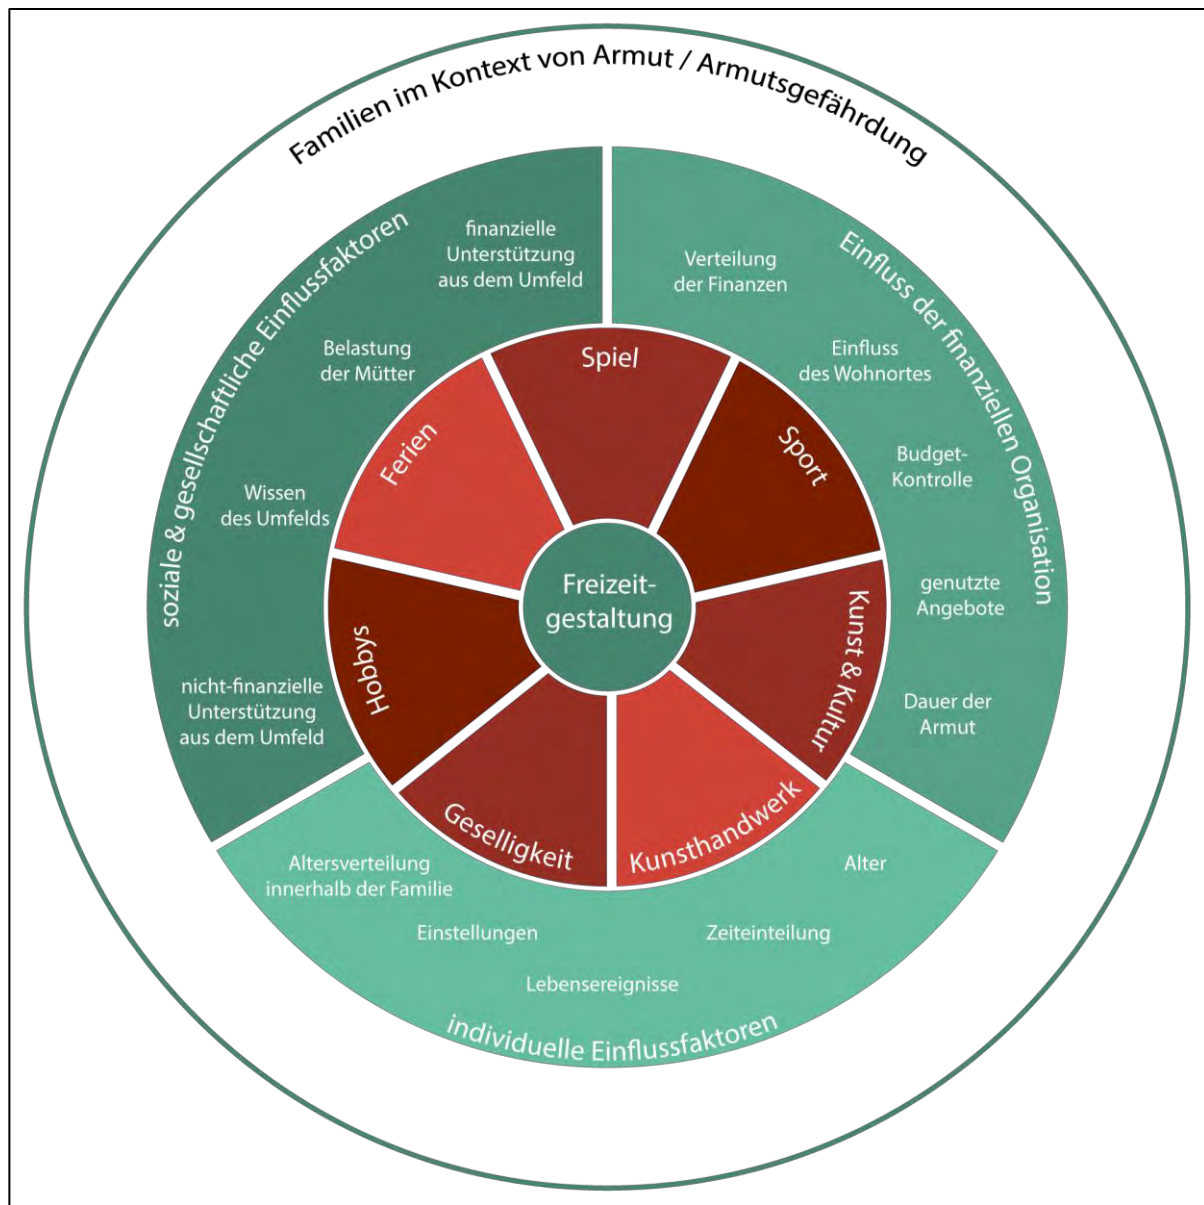 Familien im Kontext von Armut / Armutsgefährdung
soziale & gesellschaftliche Einflussfaktoren
finanzielle
Unterstützung
aus dem Umfeld
Belastung
der Mütter
Wissen
des Umfelds
nicht-finanzielle
Unterstützung
aus dem Umfeld
Einfluss der finanziellen Organisation
Verteilung
der Finanzen
Einfluss
des Wohnortes
Budget-
Kontrolle
genutzte
Angebote
Dauer der
Armut
individuelle Einflussfaktoren
Altersverteilung
innerhalb der Familie
Einstellungen
Lebensereignisse
Zeiteinteilung
Alter
Spiel
Sport
Kunst & Kultur
Kunsthandwerk
Geselligkeit
Hobbys
Ferien
Freizeit-
gestaltung